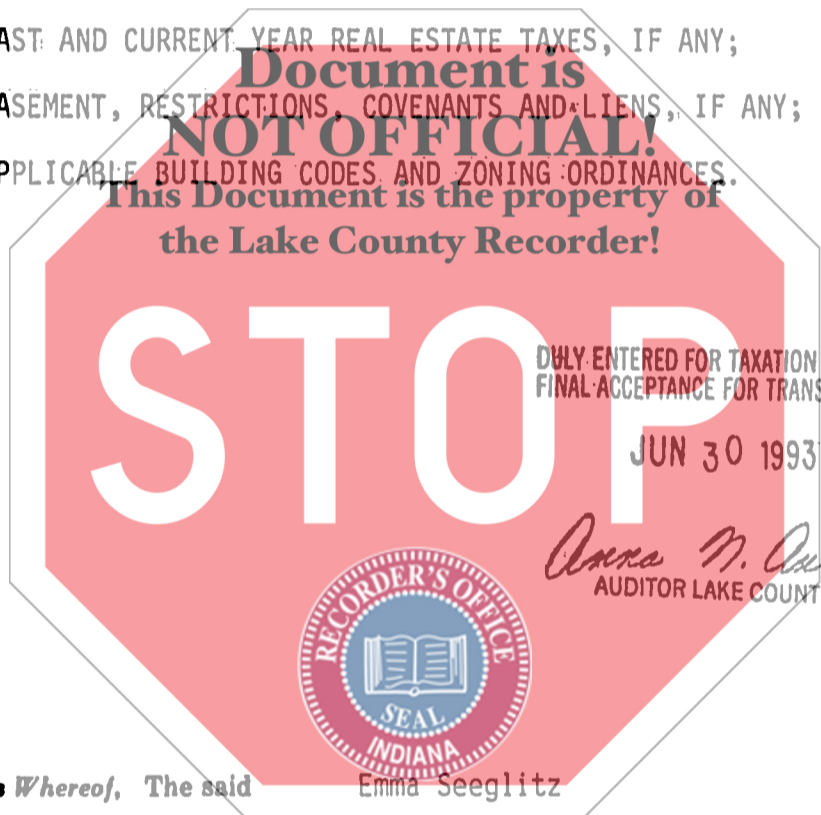 AST AND CURRENT YEAR REAL ESTATE TAXES, IF ANY;
Document is
ASEMENT, RESTRICTIONS, COVENANTS AND LIENS, IF ANY;
NOT OFFICIAL!
PPLICABLE BUILDING CODES AND ZONING ORDINANCES.
This Document is the property of
the Lake County Recorder!
STOP
DULY ENTERED FOR TAXATION
FINAL ACCEPTANCE FOR TRANS
JUN 30 1993
Anna N.
AUDITOR LAKE COUNT
RECORDER'S OFFICE
SEAL
INDIANA
s Whereof, The said Emma Seeglitz